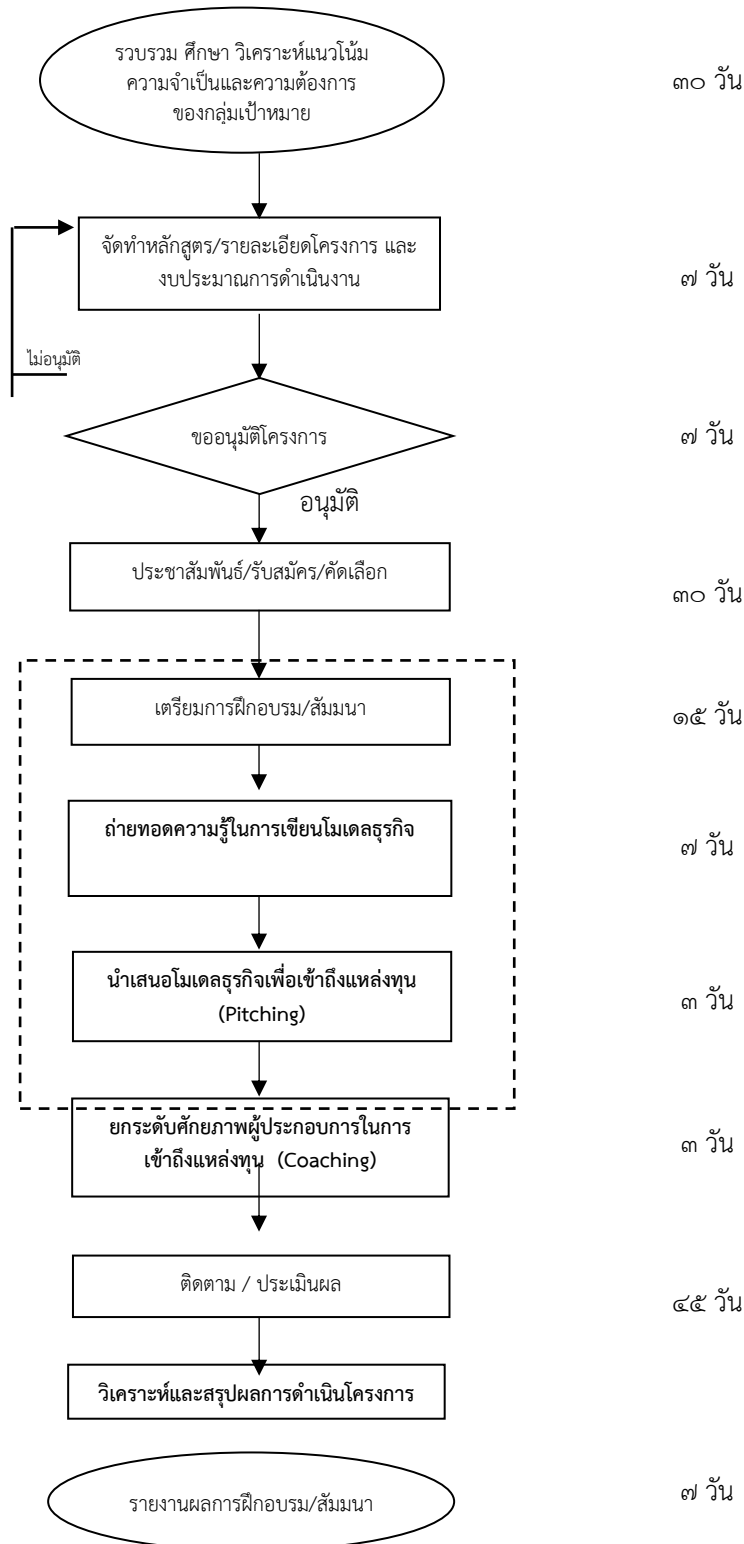 รวบรวม ศึกษา วิเคราะห์แนวโน้ม
ความจำเป็นและความต้องการ
ของกลุ่มเป้าหมาย
๓๐ วัน
จัดทำหลักสูตร/รายละเอียดโครงการ และ
งบประมาณการดำเนินงาน
๗ วัน
ไม่อนุมัติ
ขออนุมัติโครงการ
๗ วัน
อนุมัติ
ประชาสัมพันธ์/รับสมัคร/คัดเลือก
๓๐ วัน
เตรียมการฝึกอบรม/สัมมนา
๑๕ วัน
ถ่ายทอดความรู้ในการเขียนโมเดลธุรกิจ
๗ วัน
นำเสนอโมเดลธุรกิจเพื่อเข้าถึงแหล่งทุน
(Pitching)
๓ วัน
ยกระดับศักยภาพผู้ประกอบการในการ
เข้าถึงแหล่งทุน (Coaching)
๓ วัน
ติดตาม / ประเมินผล
๔๕ วัน
วิเคราะห์และสรุปผลการดำเนินโครงการ
รายงานผลการฝึกอบรม/สัมมนา
๗ วัน